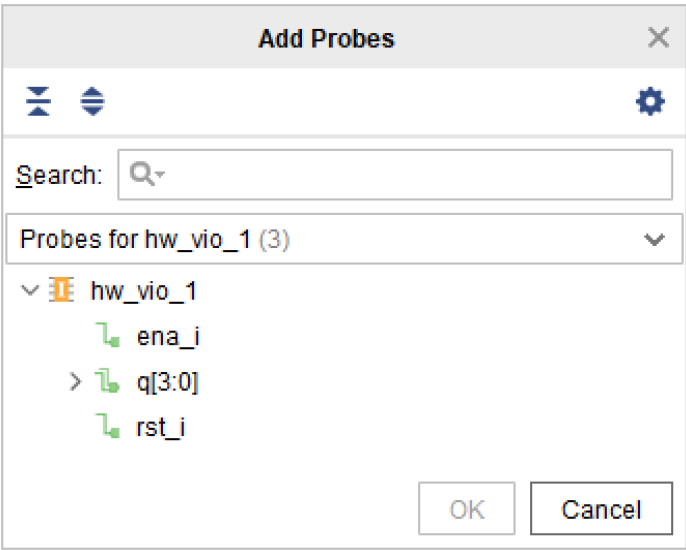 Add Probes
Search:
Probes for hw_vio_1 (3)
hw_vio_1
ena_i
q[3:0]
rst_i
OK Cancel